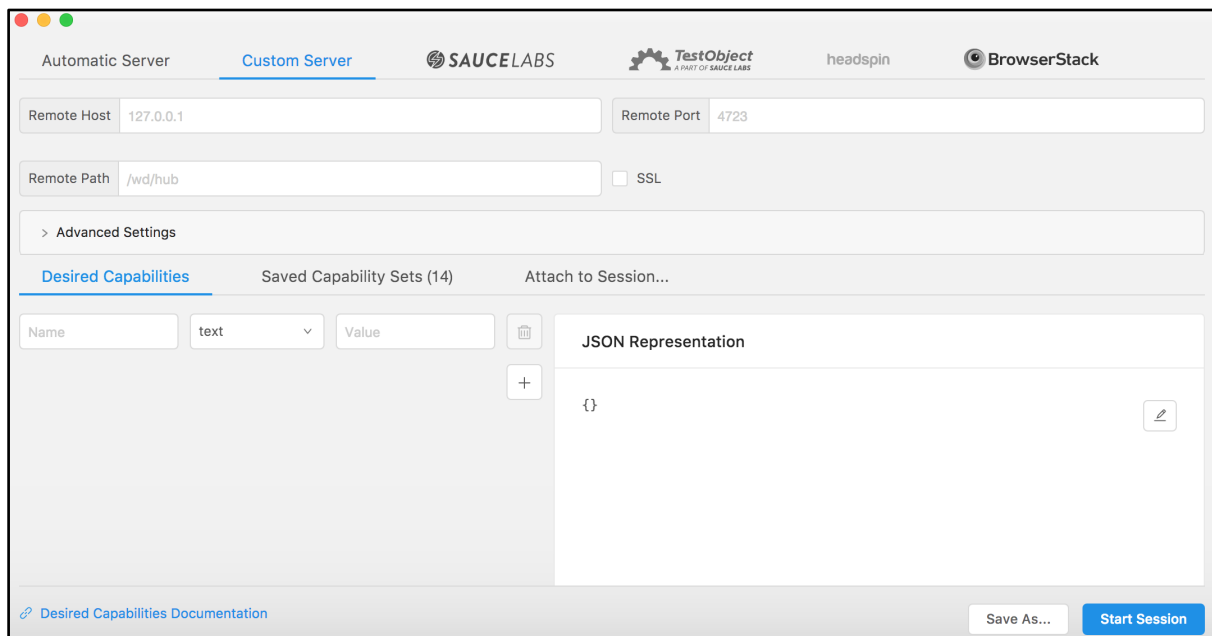 Automatic Server
Custom Server
SAUCELABS
TestObject
A PART OF SAUCE LABS
headspin
BrowserStack
Remote Host
127.0.0.1
Remote Port
4723
Remote Path
/wd/hub
SSL
> Advanced Settings
Desired Capabilities
Saved Capability Sets (14)
Attach to Session...
Name
text
Value
JSON Representation
{}
Desired Capabilities Documentation
Save As...
Start Session